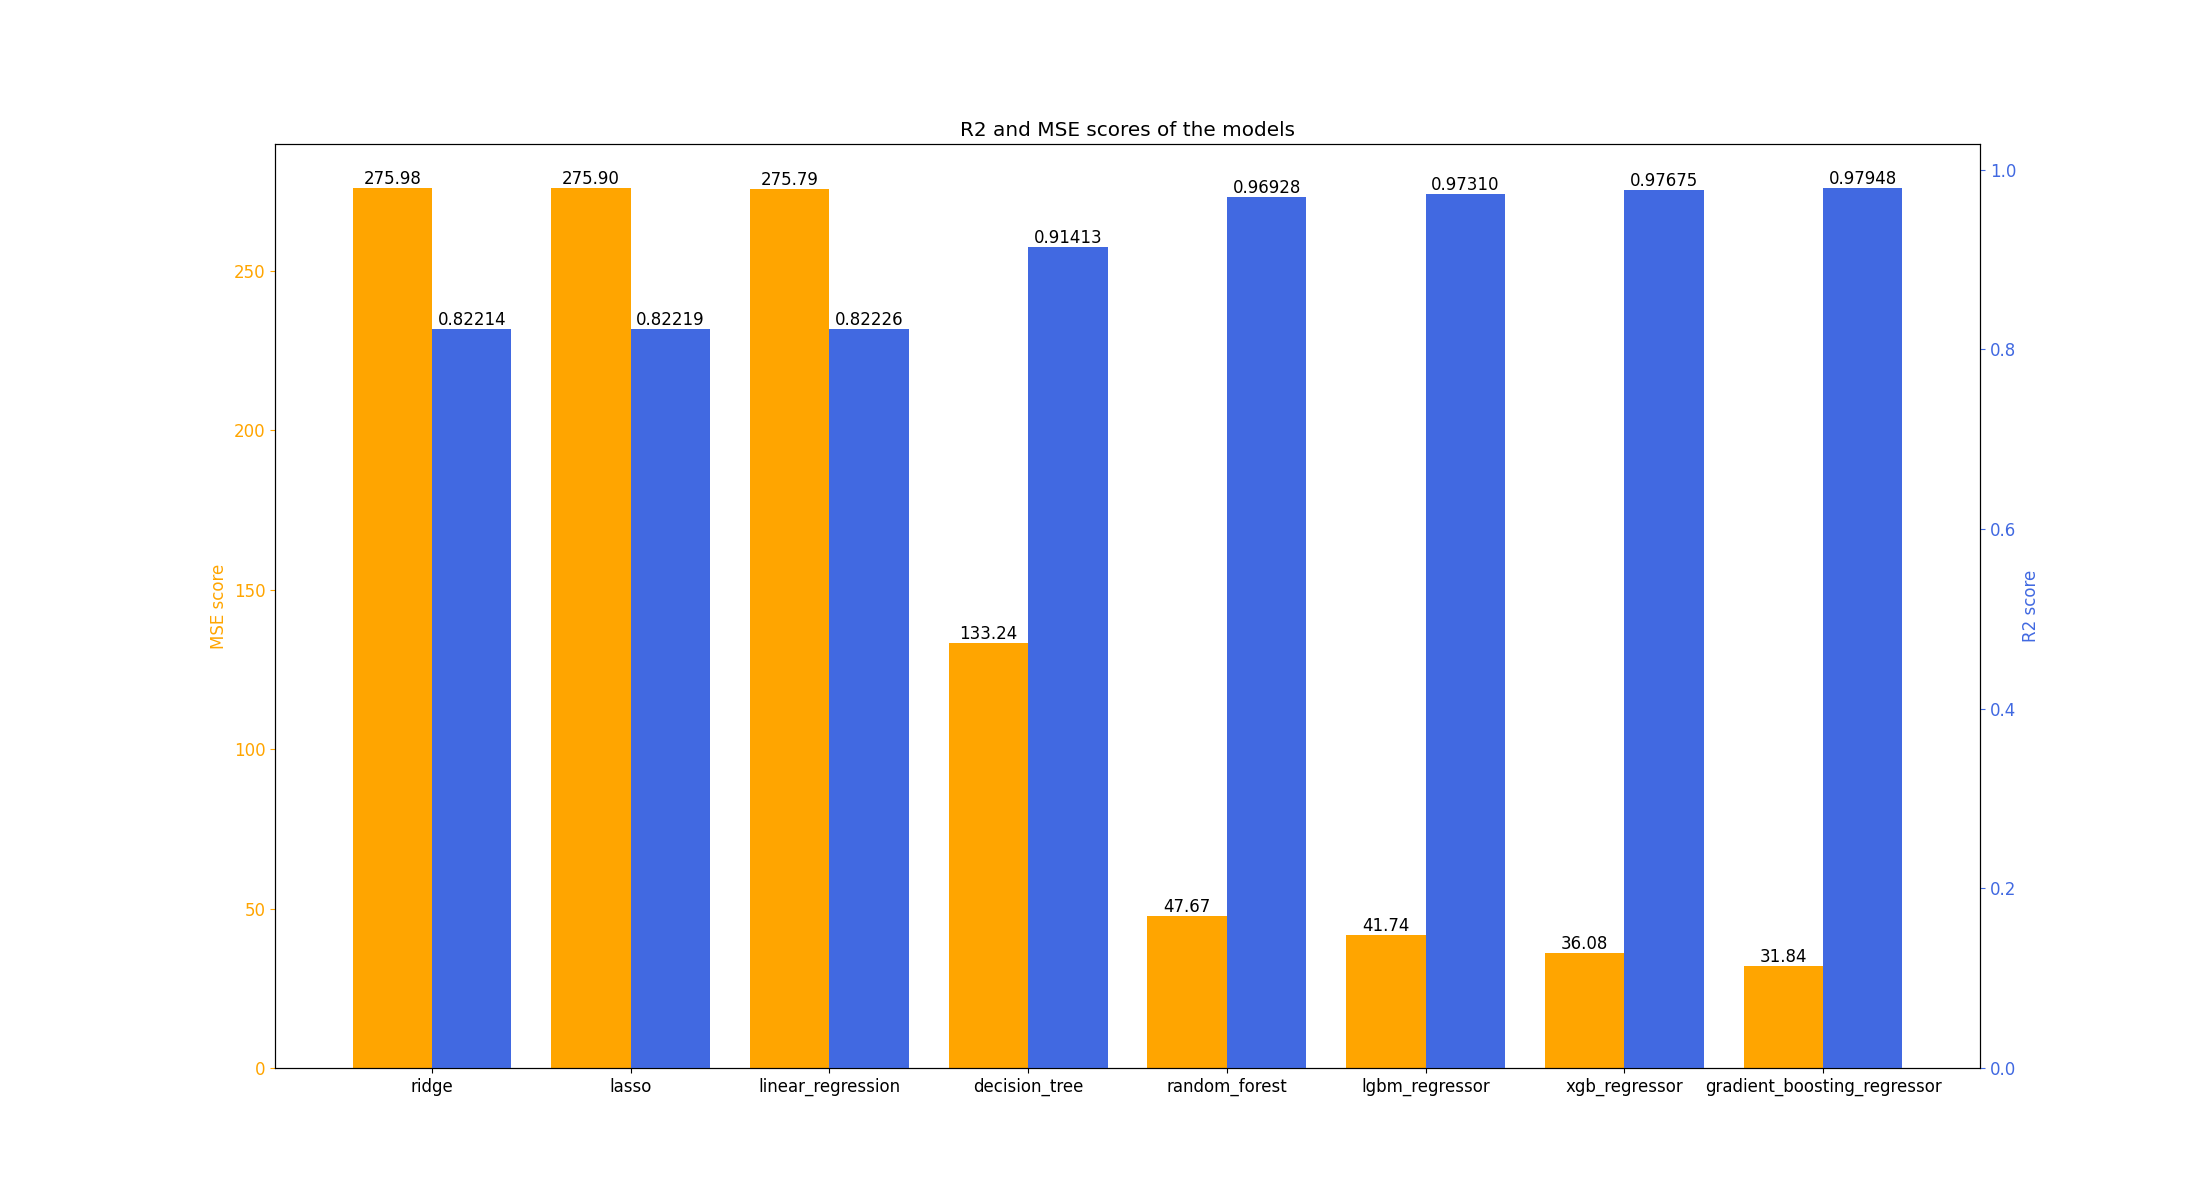 R2 and MSE scores of the models
275.98
275.90
275.79
0.82214
0.82219
0.82226
133.24
0.91413
47.67
0.96928
41.74
0.97310
36.08
0.97675
31.84
0.97948
MSE score
250
200
150
100
50
0
R2 score
1.0
0.8
0.6
0.4
0.2
0.0
ridge
lasso
linear_regression
decision_tree
random_forest
lgbm_regressor
xgb_regressor
gradient_boosting_regressor